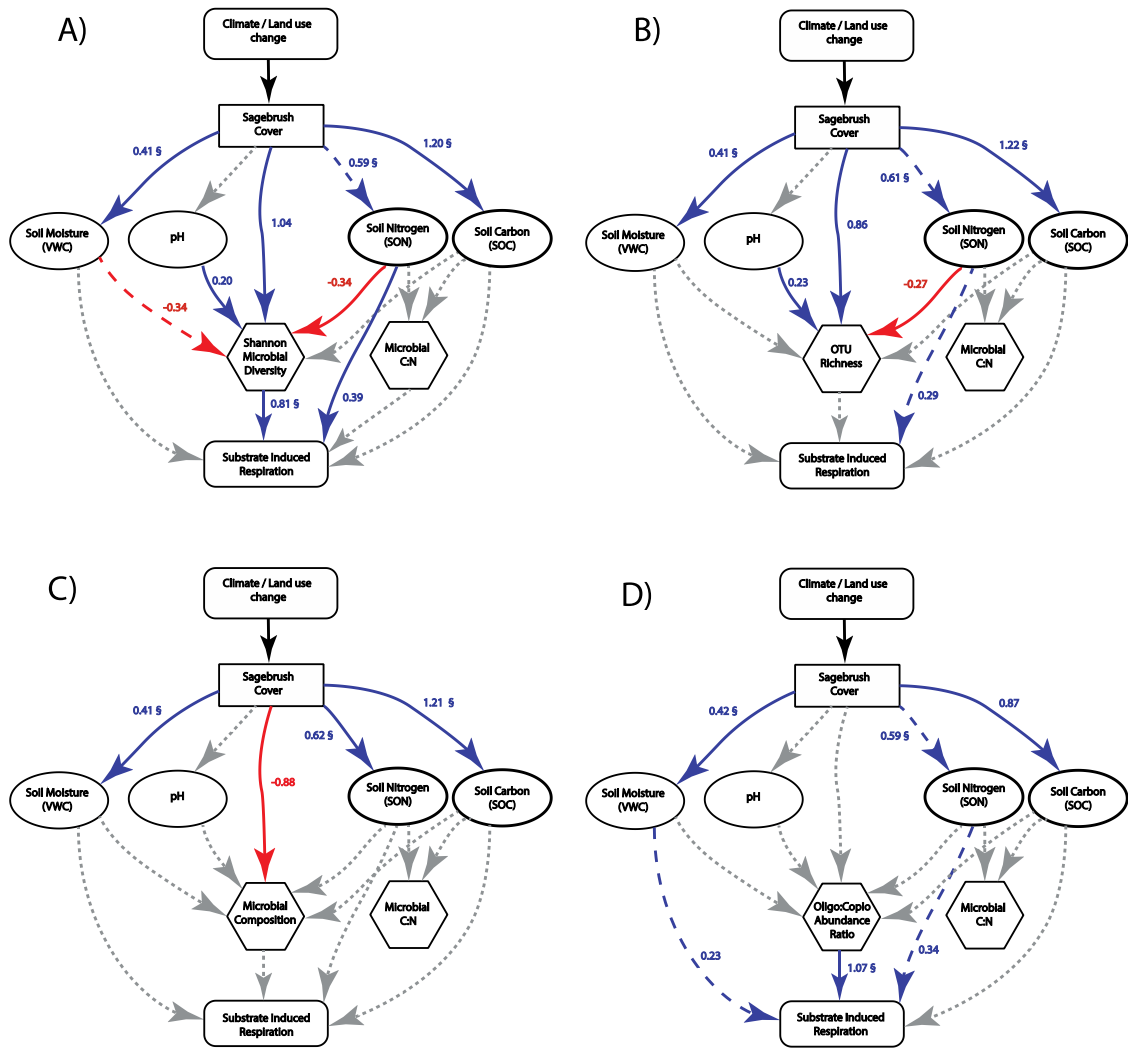 A)
Climate / Land use
change
Sagebrush
Cover
0.41 §
0.59 §
1.20 §
1.04
Soil Moisture
(VWC)
pH
Soil Nitrogen
(SON)
Soil Carbon
(SOC)
0.20
-0.34
-0.34
Shannon
Microbial
Diversity
Microbial
C:N
0.81 §
0.39
Substrate Induced
Respiration
B)
Climate / Land use
change
Sagebrush
Cover
0.41 §
0.61 §
1.22 §
0.86
Soil Moisture
(VWC)
pH
Soil Nitrogen
(SON)
Soil Carbon
(SOC)
0.23
-0.27
OTU
Richness
Microbial
C:N
0.29
Substrate Induced
Respiration
C)
Climate / Land use
change
Sagebrush
Cover
0.41 §
0.62 §
1.21 §
-0.88
Soil Moisture
(VWC)
pH
Soil Nitrogen
(SON)
Soil Carbon
(SOC)
Microbial
Composition
Microbial
C:N
Substrate Induced
Respiration
D)
Climate / Land use
change
Sagebrush
Cover
0.42 §
0.59 §
0.87
Soil Moisture
(VWC)
pH
Soil Nitrogen
(SON)
Soil Carbon
(SOC)
Oligo:Copio
Abundance
Ratio
Microbial
C:N
0.23
1.07 §
0.34
Substrate Induced
Respiration